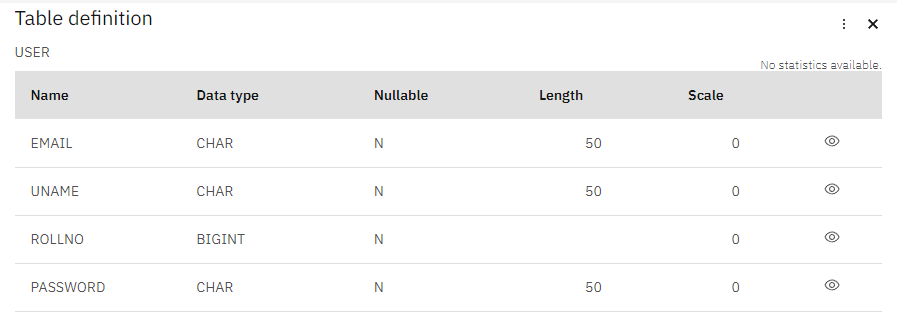 Table definition
USER
No statistics available.
Name Data type Nullable Length Scale
EMAIL CHAR N 50 0
UNAME CHAR N 50 0
ROLLNO BIGINT N 0
PASSWORD CHAR N 50 0